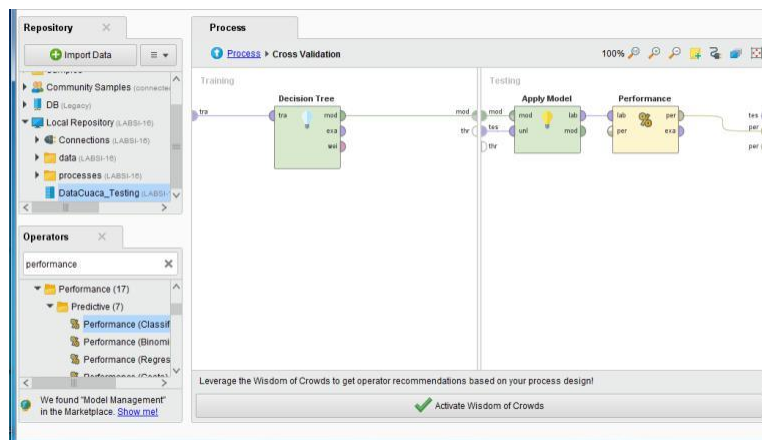 Repository
Import Data
Community Samples (connecte
DB (Legacy)
Local Repository (LABSI-16)
Connections (LABSI-16)
data (LABSI-16)
processes (LABSI-16)
DataCuaca_Testing (LABSI-
Operators
performance
Performance (17)
Predictive (7)
Performance (Classif
Performance (Binomi
Performance (Regres
We found "Model Management"
in the Marketplace. Show me!
Process
Process Cross Validation
100%
Training
tra
Decision Tree
tra mod
exa
wei
mod
thr
Testing
mod
tes
thr
Apply Model
mod lab
unl mod
Performance
lab per
per exa
tes
per
per
Leverage the Wisdom of Crowds to get operator recommendations based on your process design!
Activate Wisdom of Crowds